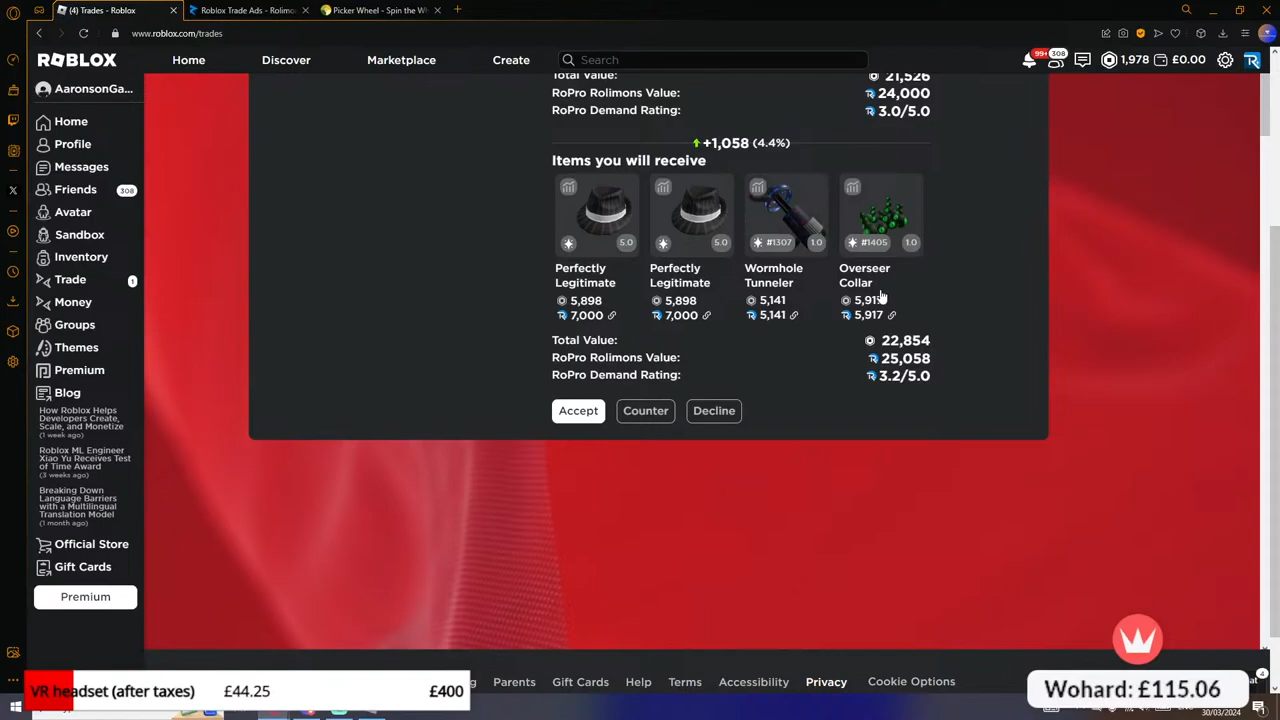 (4) Trades - Roblox
Roblox Trade Ads - Rolimon
Picker Wheel - Spin the W
www.roblox.com/trades
ROBLOX
Home
Discover
Marketplace
Create
Search
99+
308
1,978
£0.00
AaronsonGa...
Home
Profile
Messages
Friends
308
Avatar
Sandbox
Inventory
Trade
1
Money
Groups
Themes
Premium
Blog
How Roblox Helps
Developers Create,
Scale, and Monetize
(1 week ago)
Roblox ML Engineer
Xiao Yu Receives Test
of Time Award
(3 weeks ago)
Breaking Down
Language Barriers
with a Multilingual
Translation Model
(1 month ago)
Official Store
Gift Cards
Premium
Total Value:
21,526
RoPro Rolimons Value:
24,000
RoPro Demand Rating:
3.0/5.0
+1,058 (4.4%)
Items you will receive
5.0
5.0
#1307 1.0
#1405 1.0
Perfectly
Legitimate
5,898
7,000
Perfectly
Legitimate
5,898
7,000
Wormhole
Tunneler
5,141
5,141
Overseer
Collar
5,917
Total Value:
22,854
RoPro Rolimons Value:
25,058
RoPro Demand Rating:
3.2/5.0
Accept
Counter
Decline
Parents
Gift Cards
Help
Terms
Accessibility
Privacy
Cookie Options
4
VR headset (after taxes)
£44.25
£400
Wohard: £115.06
30/03/2024